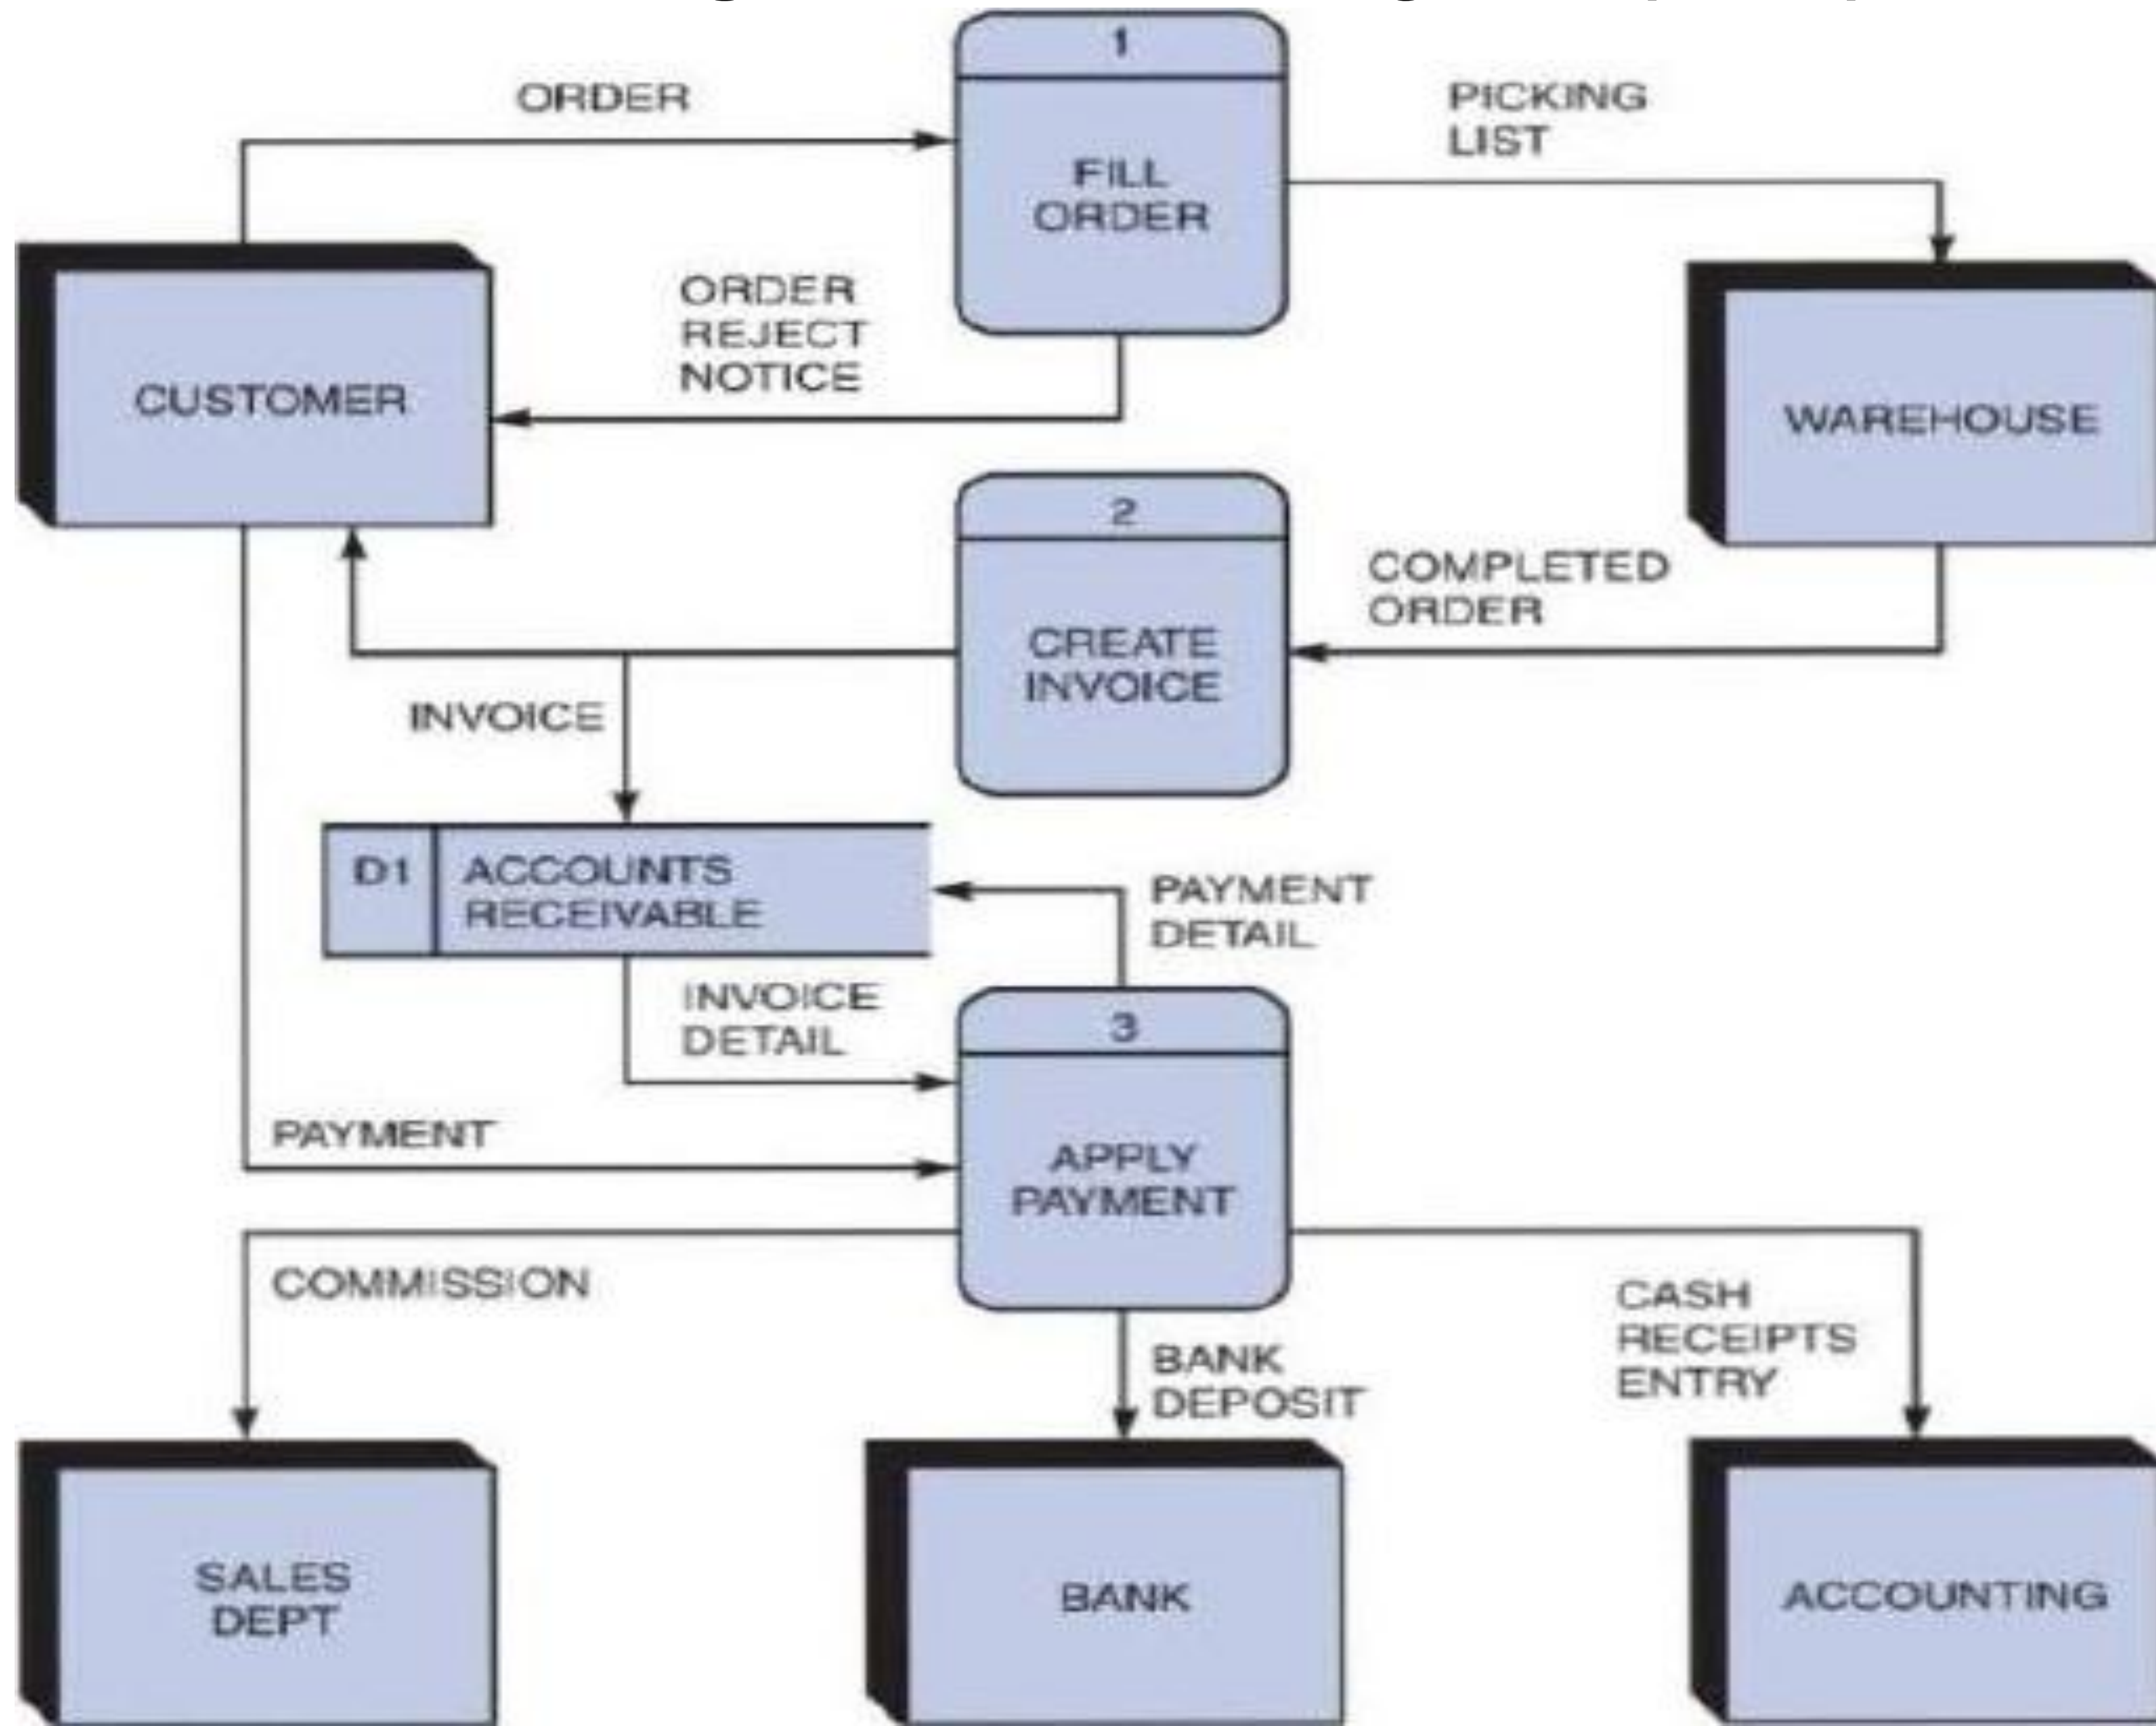 1
ORDER
PICKING
LIST
FILL
ORDER
ORDER
REJECT
NOTICE
CUSTOMER
WAREHOUSE
2
COMPLETED
ORDER
CREATE
INVOICE
INVOICE
D1
ACCOUNTS
RECEIVABLE
PAYMENT
DETAIL
INVOICE
DETAIL
3
PAYMENT
APPLY
PAYMENT
COMMISSION
CASH
RECEIPTS
ENTRY
BANK
DEPOSIT
SALES
DEPT
BANK
ACCOUNTING